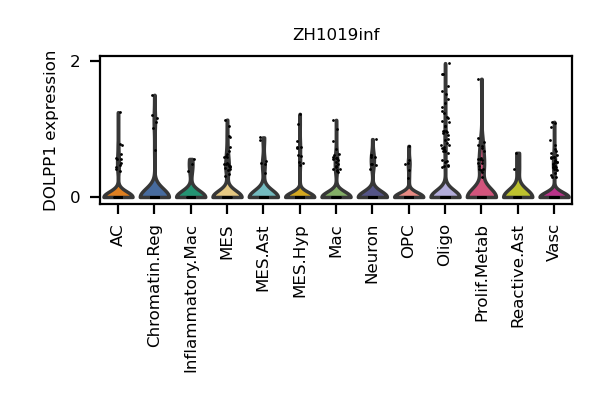 ZH1019inf
DOLPP1 expression
2
0
AC
Chromatin.Reg
Inflammatory.Mac
MES
MES.Ast
MES.Hyp
Mac
Neuron
OPC
Oligo
Prolif.Metab
Reactive.Ast
Vasc